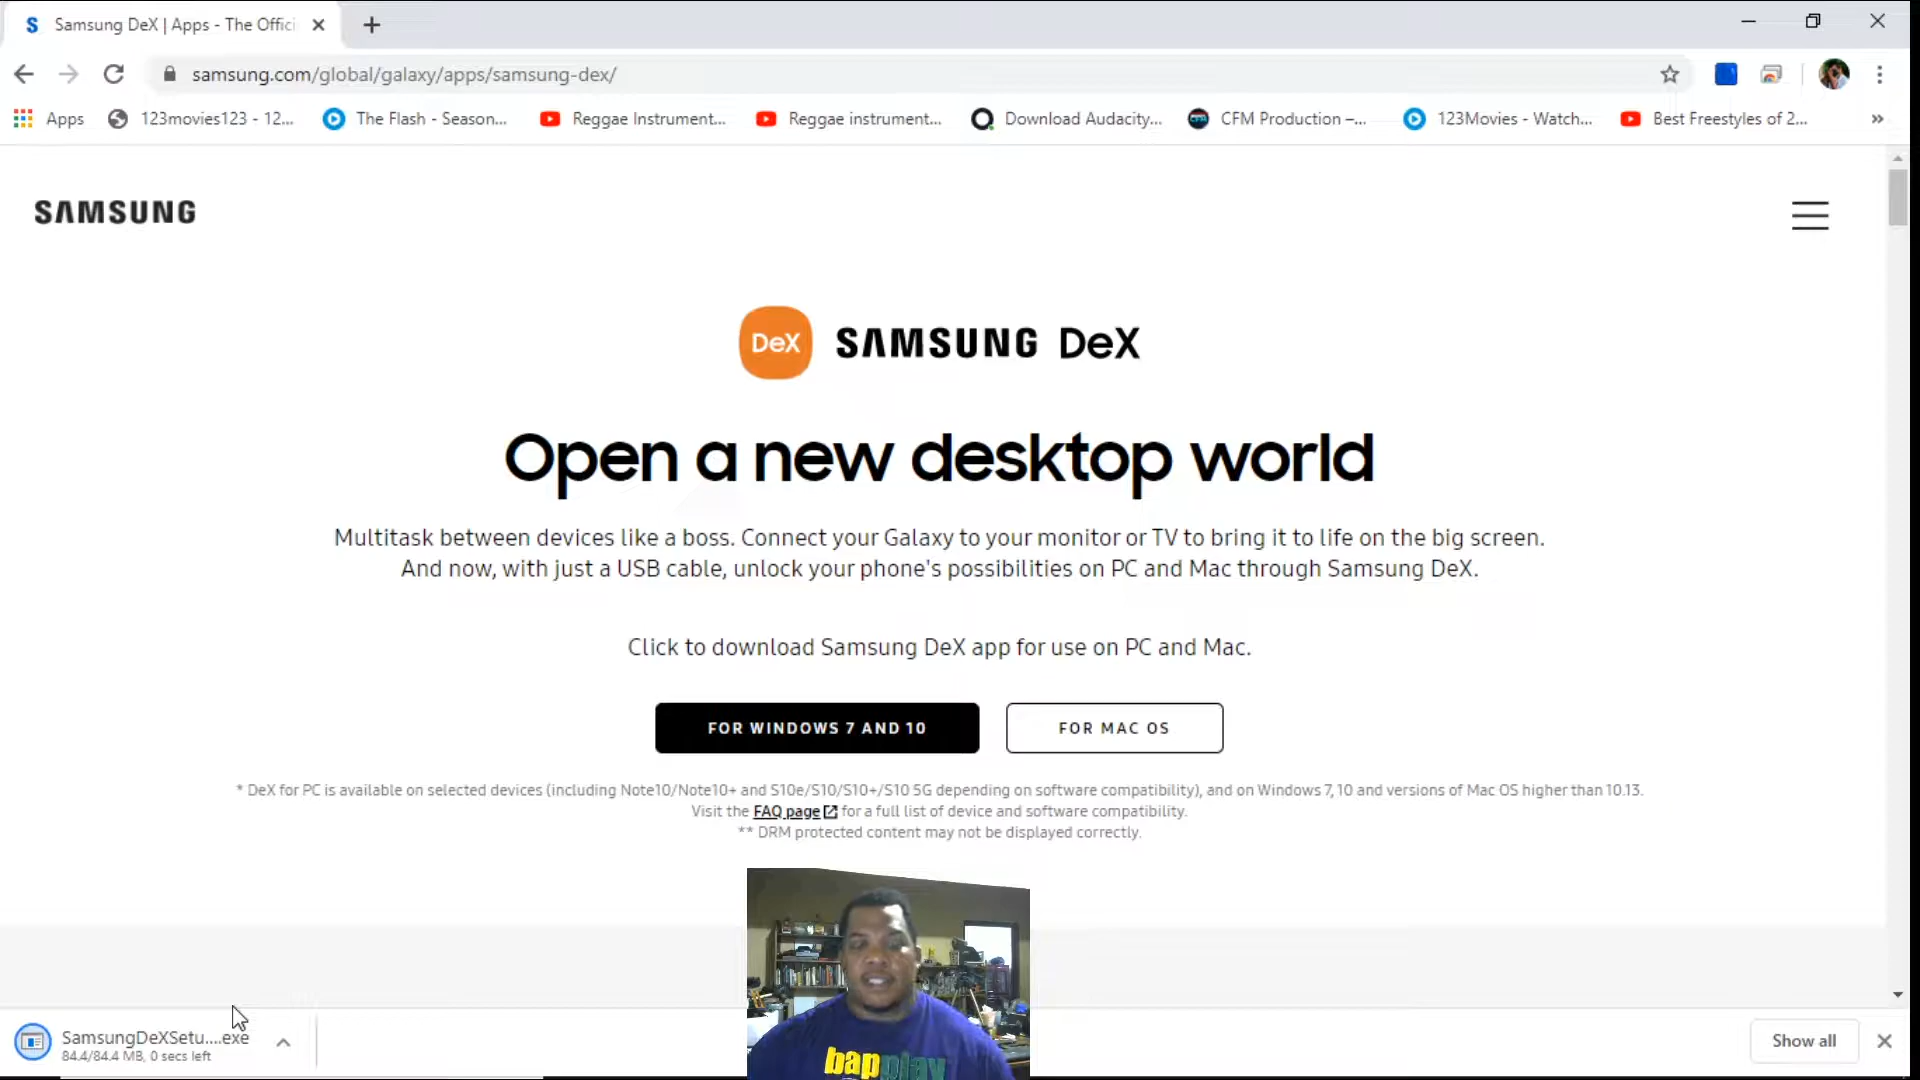 S Samsung DeX | Apps - The Offici
samsung.com/global/galaxy/apps/samsung-dex/
Apps 123movies123 - 12... The Flash - Season... Reggae Instrument... Reggae instrument... Download Audacity... CFM Production –... 123Movies - Watch... Best Freestyles of 2... »
SAMSUNG
DeX SAMSUNG DeX
Open a new desktop world
Multitask between devices like a boss. Connect your Galaxy to your monitor or TV to bring it to life on the big screen.
And now, with just a USB cable, unlock your phone's possibilities on PC and Mac through Samsung DeX.
Click to download Samsung DeX app for use on PC and Mac.
FOR WINDOWS 7 AND 10 FOR MAC OS
* DeX for PC is available on selected devices (including Note10/Note10+ and S10e/S10/S10+/S10 5G depending on software compatibility), and on Windows 7, 10 and versions of Mac OS higher than 10.13.
Visit the FAQ page for a full list of device and software compatibility.
** DRM protected content may not be displayed correctly.
SamsungDeXSetu....exe
84.4/84.4 MB, 0 secs left
Show all
bapplay